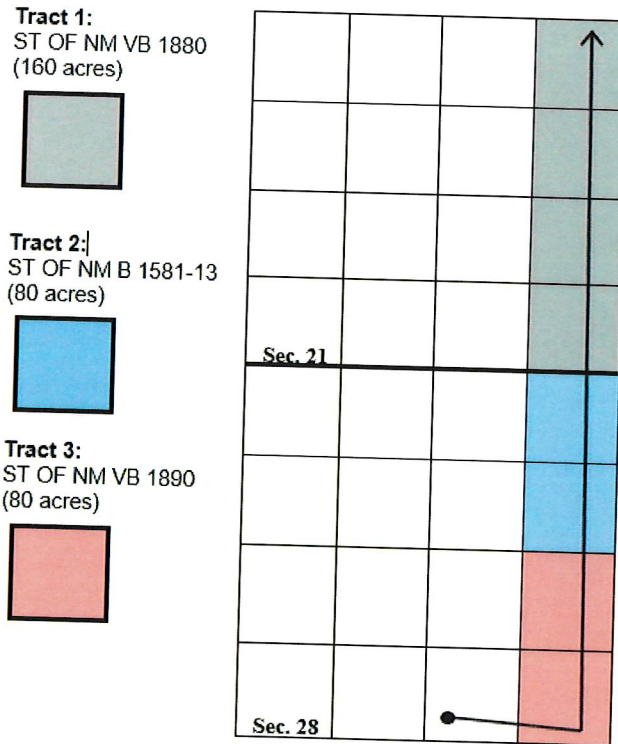 Tract 1:
ST OF NM VB 1880
(160 acres)
Tract 2:
ST OF NM B 1581-13
(80 acres)
Tract 3:
ST OF NM VB 1890
(80 acres)
Sec. 21
Sec. 28